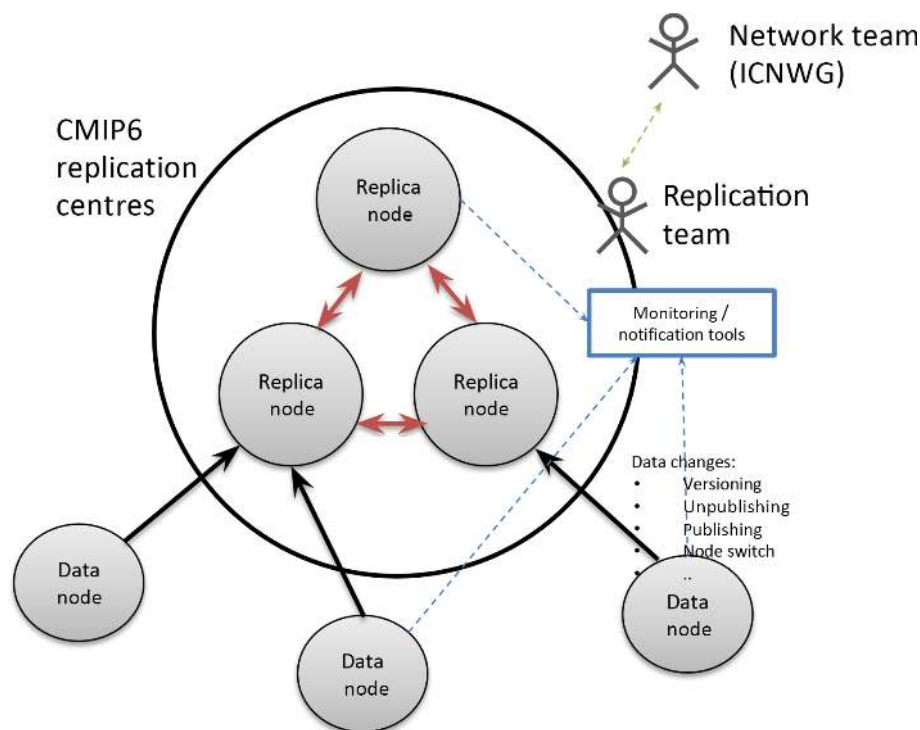 Network team
(ICNWG)
CMIP6
replication
centres
Replica
node
Replication
team
Monitoring /
notification tools
Replica
node
Replica
node
Data changes:
• Versioning
• Unpublishing
• Publishing
• Node switch
• ..
Data
node
Data
node
Data
node